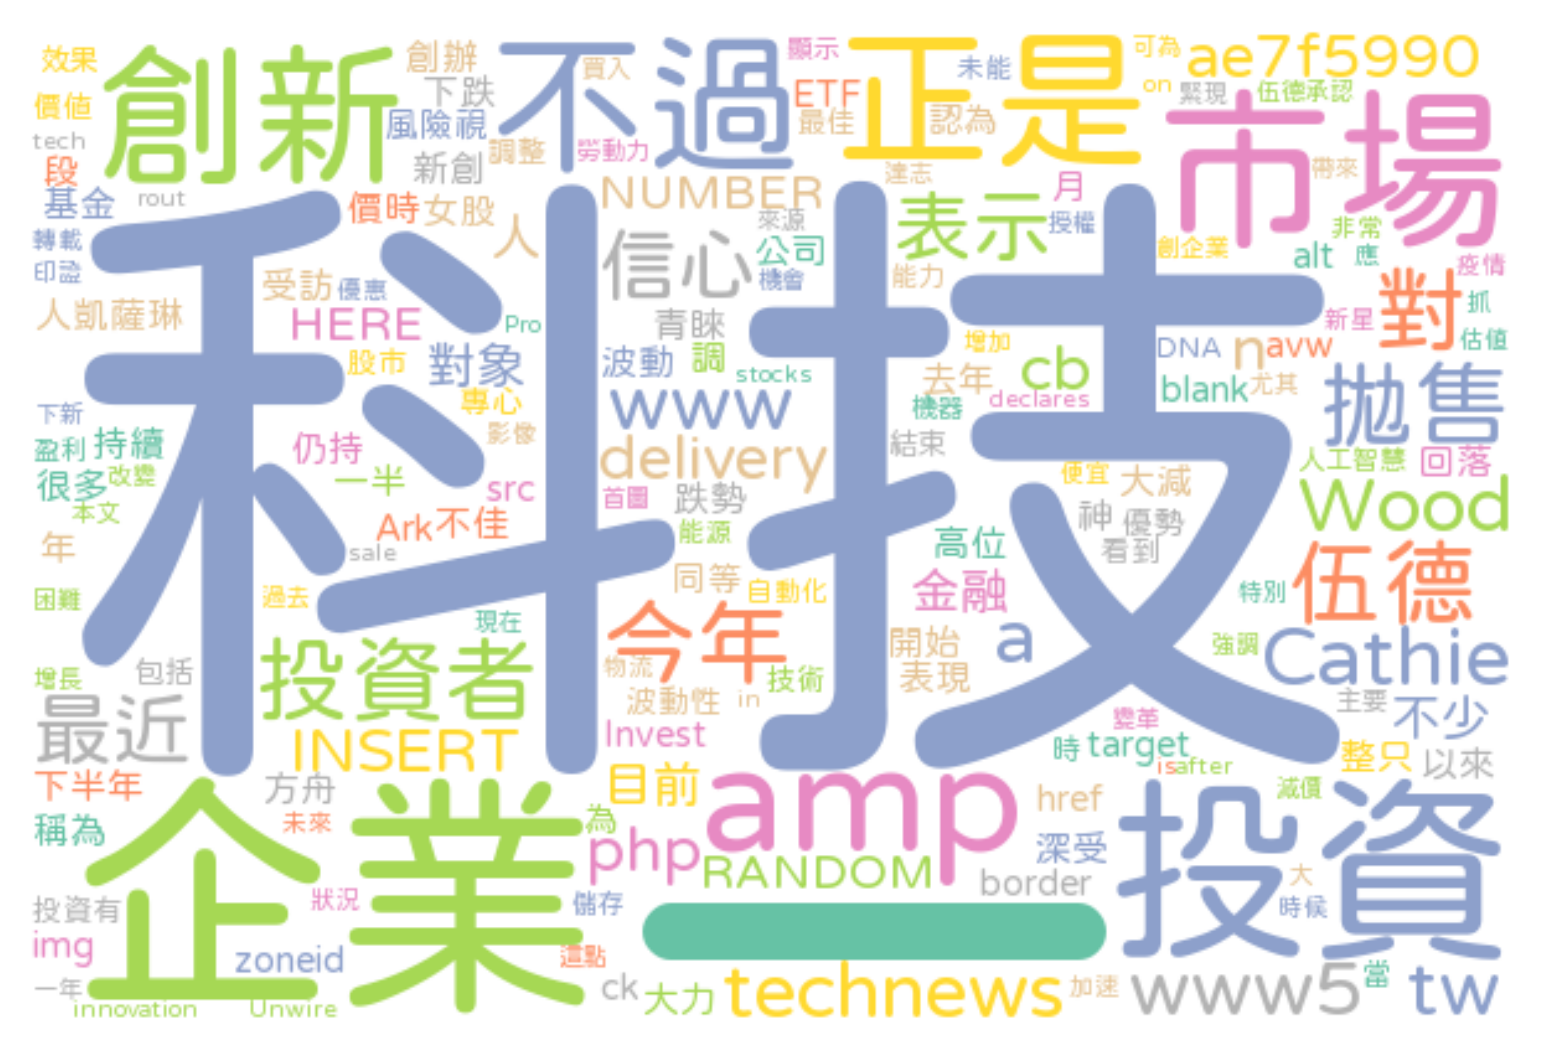 效果
創新
創辦
不過
買入
顯示
正是
可為
ae7f5990
價值
下跌
ETF
未能
on
緊現
伍德承認
tech
風險視
最佳
認為
市場
段
新創
調整
勞動力
達志
帶來
基金
rout
價時
女股
NUMBER
月
轉載
人
信心
來源
表示
授權
非常
印證
公司
創企業
alt
應
疫情
人凱薩琳
受訪
優惠
機會
能力
對
抓
HERE
Pro
青睞
新星
估值
科技
股市
對象
波動
調
增加
DNA
n
avw
拋售
stocks
去年
cb
blank
尤其
下新
專心
www
機器
declares
盈利
持續
仍持
影像
delivery
結束
人工智慧
回落
很多
改變
一半
src
首圖
跌勢
便宜
大減
Wood
本文
Ark
不佳
能源
神
優勢
年
sale
高位
看到
伍德
困難
過去
同等
自動化
金融
特別
現在
今年
開始
a
強調
Cathie
增長
包括
投資者
物流
技術
表現
最近
波動性
in
主要
不少
INSERT
Invest
變革
時
target
整只
以來
下半年
方舟
目前
amp
is
after
href
減價
稱為
未來
為
php
深受
投資
企業
RANDOM
border
大
投資有
狀況
儲存
時候
img
zoneid
這點
一年
ck
大力
technews
加速
www5
當
tw
innovation
Unwire